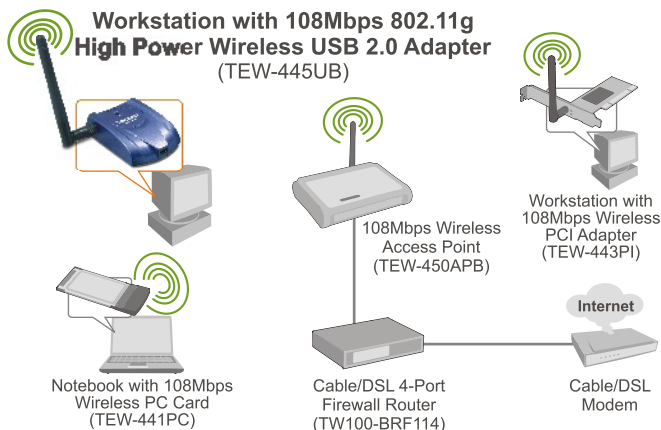 Workstation with 108Mbps 802.11g
High Power Wireless USB 2.0 Adapter
(TEW-445UB)
108Mbps Wireless
Access Point
(TEW-450APB)
Workstation with
108Mbps Wireless
PCI Adapter
(TEW-443PI)
Internet
Notebook with 108Mbps
Wireless PC Card
(TEW-441PC)
Cable/DSL 4-Port
Firewall Router
(TW100-BRF114)
Cable/DSL
Modem